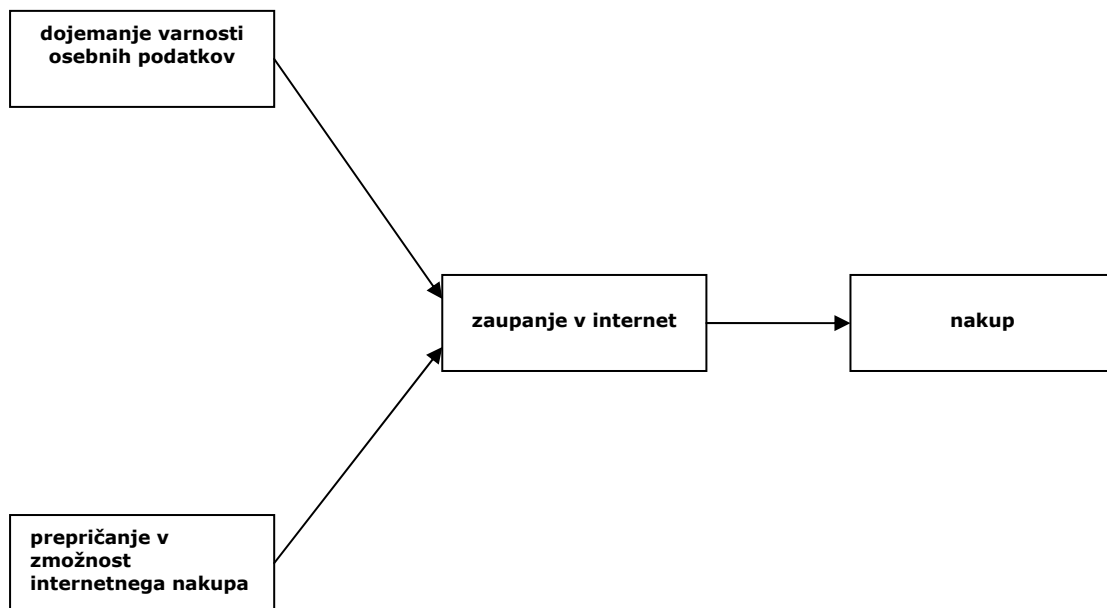 dojemanje varnosti
osebnih podatkov
zaupanje v internet
nakup
prepričanje v
zmožnost
internetnega nakupa